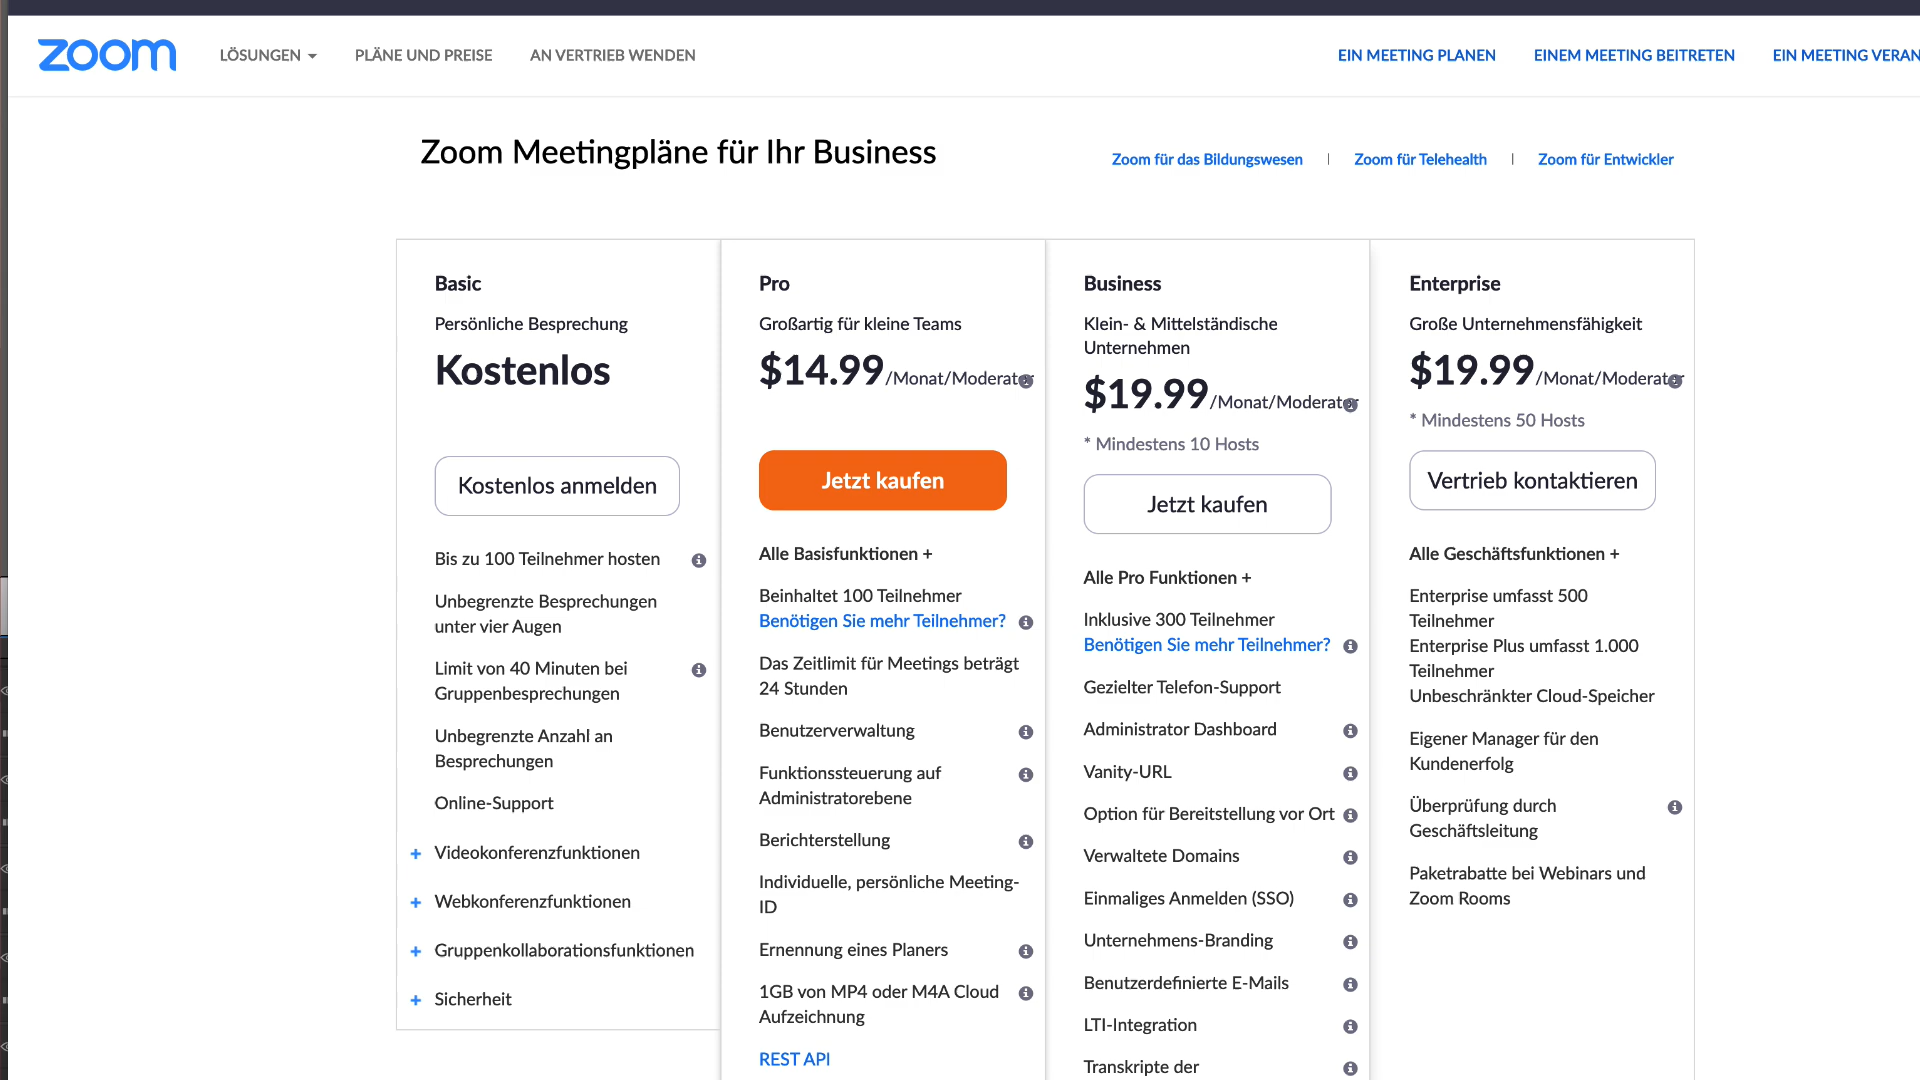 zoom
LÖSUNGEN
PLÄNE UND PREISE
AN VERTRIEB WENDEN
EIN MEETING PLANEN
EINEM MEETING BEITRETEN
EIN MEETING VERAN
Zoom Meetingpläne für Ihr Business
Zoom für das Bildungswesen | Zoom für Telehealth | Zoom für Entwickler
Basic
Persönliche Besprechung
Kostenlos
Kostenlos anmelden
Bis zu 100 Teilnehmer hosten
Unbegrenzte Besprechungen
unter vier Augen
Limit von 40 Minuten bei
Gruppenbesprechungen
Unbegrenzte Anzahl an
Besprechungen
Online-Support
+ Videokonferenzfunktionen
+ Webkonferenzfunktionen
+ Gruppenkollaborationsfunktionen
+ Sicherheit
Pro
Großartig für kleine Teams
$14.99/Monat/Moderator
Jetzt kaufen
Alle Basisfunktionen +
Beinhaltet 100 Teilnehmer
Benötigen Sie mehr Teilnehmer?
Das Zeitlimit für Meetings beträgt
24 Stunden
Benutzerverwaltung
Funktionssteuerung auf
Administratorebene
Berichterstellung
Individuelle, persönliche Meeting-
ID
Ernennung eines Planers
1GB von MP4 oder M4A Cloud
Aufzeichnung
REST API
Business
Klein- & Mittelständische
Unternehmen
$19.99/Monat/Moderator
* Mindestens 10 Hosts
Jetzt kaufen
Alle Pro Funktionen +
Inklusive 300 Teilnehmer
Benötigen Sie mehr Teilnehmer?
Gezielter Telefon-Support
Administrator Dashboard
Vanity-URL
Option für Bereitstellung vor Ort
Verwaltete Domains
Einmaliges Anmelden (SSO)
Unternehmens-Branding
Benutzerdefinierte E-Mails
LTI-Integration
Transkripte der
Enterprise
Große Unternehmensfähigkeit
$19.99/Monat/Moderator
* Mindestens 50 Hosts
Vertrieb kontaktieren
Alle Geschäftsfunktionen +
Enterprise umfasst 500
Teilnehmer
Enterprise Plus umfasst 1.000
Teilnehmer
Unbeschränkter Cloud-Speicher
Eigener Manager für den
Kundenerfolg
Überprüfung durch
Geschäftsleitung
Paketrabatte bei Webinars und
Zoom Rooms